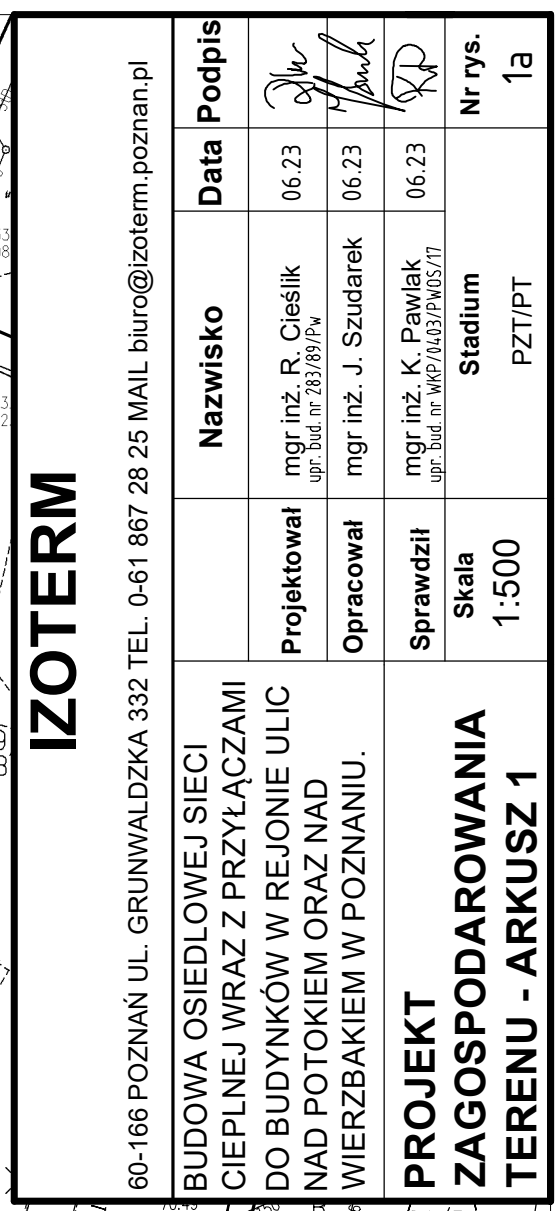 IZOTERM
60-166 POZNAŃ UL. GRUNWALDZKA 332 TEL. 0-61 867 28 25 MAIL biuro@izoterm.poznan.pl
BUDOWA OSIEDLOWEJ SIECI
CIEPLNEJ WRAZ Z PRZYŁĄCZAMI
DO BUDYNKÓW W REJONIE ULIC
NAD POTOKIEM ORAZ NAD
WIERZBAKIEM W POZNANIU.
Nazwisko Data Podpis
Projektował mgr inż. R. Cieślik 06.23
upr. bud. nr 283/89/Pw
Opracował mgr inż. J. Szudarek 06.23
Sprawdził mgr inż. K. Pawlak 06.23
upr. bud. nr WKP/0403/PWOS/17
PROJEKT
ZAGOSPODAROWANIA
TERENU - ARKUSZ 1
Skala Stadium Nr rys.
1:500 PZT/PT 1a